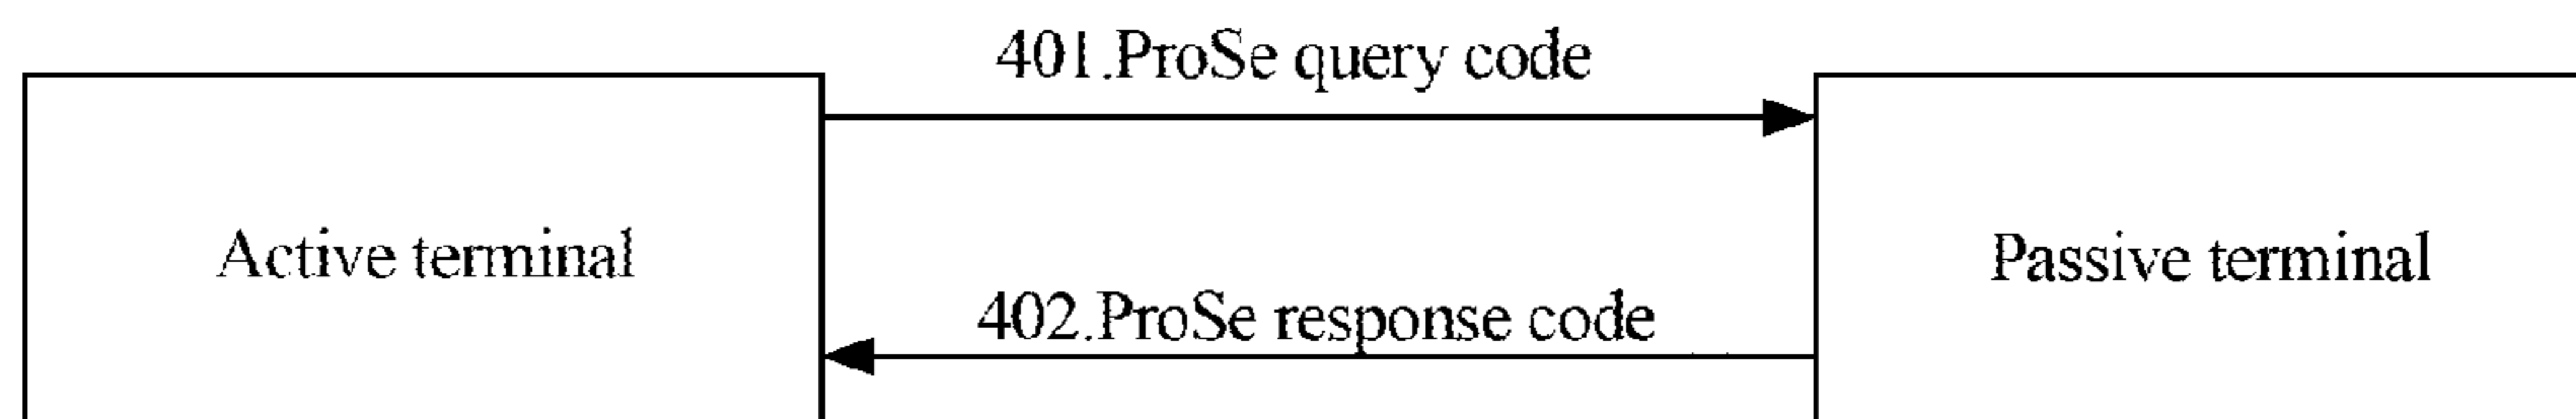 401.ProSe query code
Active terminal
Passive terminal
402.ProSe response code